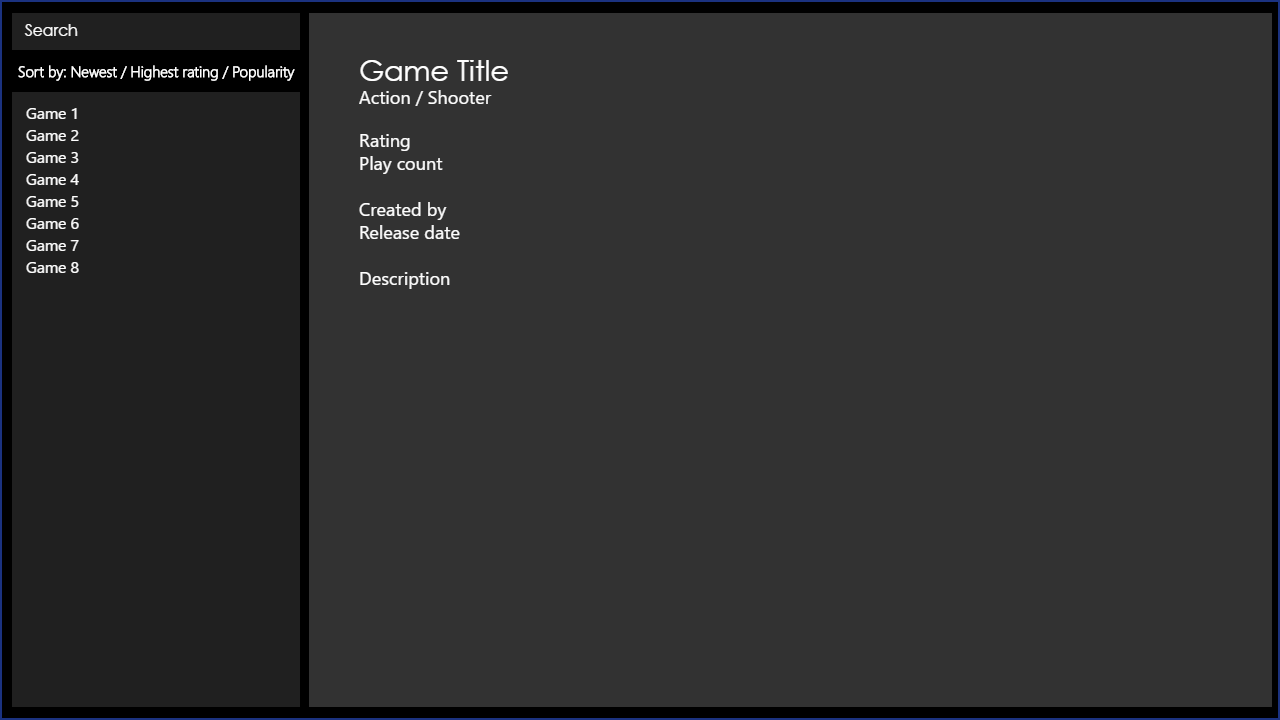 Search
Sort by: Newest / Highest rating / Popularity
Game 1
Game 2
Game 3
Game 4
Game 5
Game 6
Game 7
Game 8
Game Title
Action / Shooter
Rating
Play count
Created by
Release date
Description